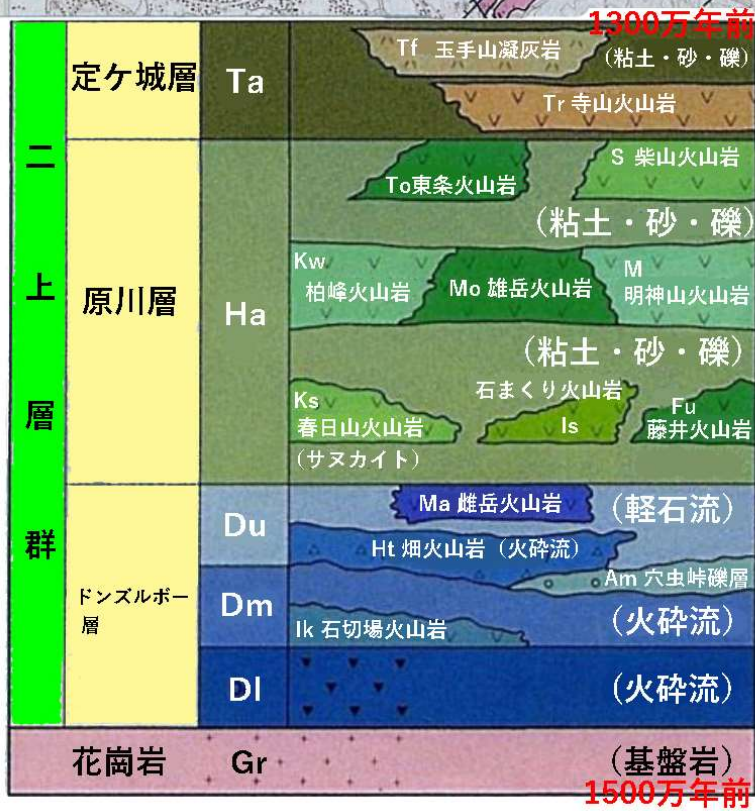 1300万年前
二上層群
定ケ城層
Ta
Tf 玉手山凝灰岩
(粘土・砂・礫)
Tr 寺山火山岩
原川層
Ha
To東条火山岩
S 柴山火山岩
(粘土・砂・礫)
Kw
柏峰火山岩
Mo 雄岳火山岩
M
明神山火山岩
(粘土・砂・礫)
Ks
春日山火山岩
(サヌカイト)
石まくり火山岩
Is
Fu
藤井火山岩
ドンズルボー
層
Du
Ma 雌岳火山岩
(軽石流)
Ht 畑火山岩（火砕流）
Dm
Am 穴虫峠礫層
(火砕流)
Ik 石切場火山岩
Dl
(火砕流)
花崗岩
Gr
(基盤岩)
1500万年前